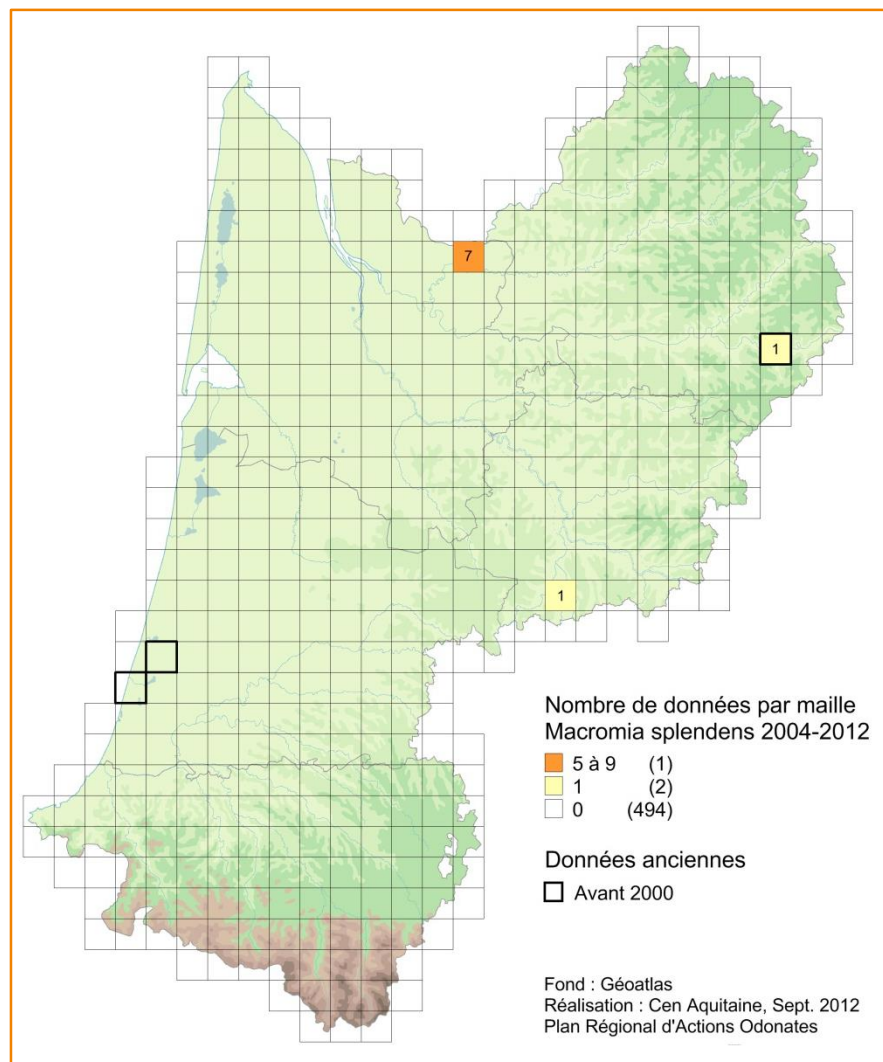 7
1
1
Nombre de données par maille
Macromia splendens 2004-2012
5 à 9 (1)
1 (2)
0 (494)
Données anciennes
Avant 2000
Fond : Géoatlas
Réalisation : Cen Aquitaine, Sept. 2012
Plan Régional d'Actions Odonates